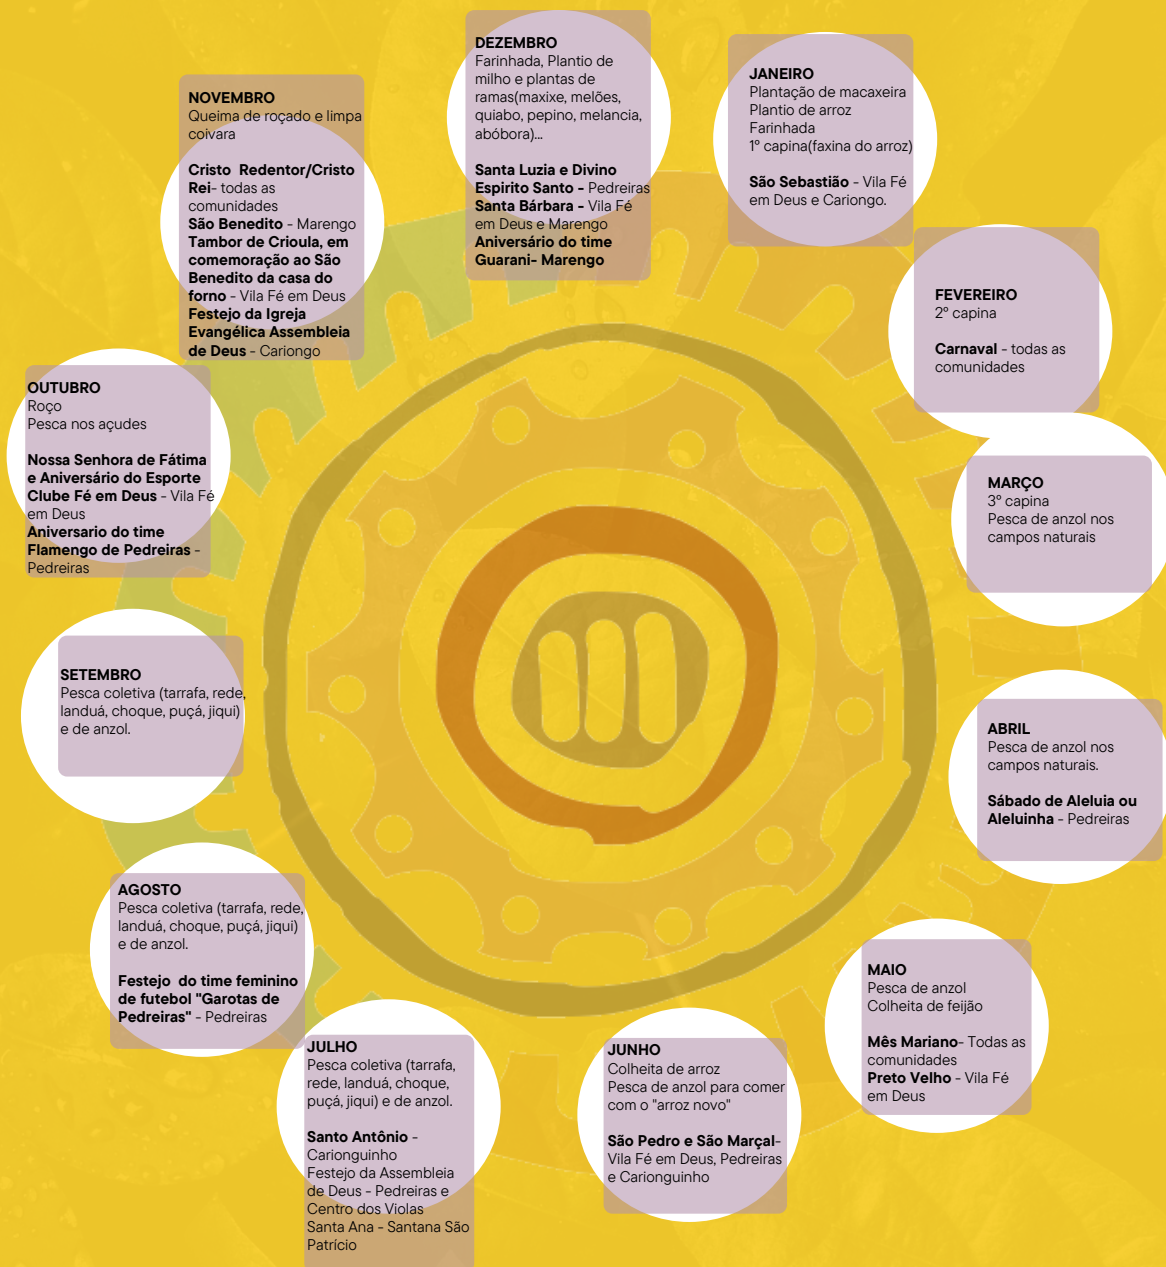 JANEIRO
Plantação de macaxeira
Plantio de arroz
Farinhada
1º capina(faxina do arroz)
São Sebastião - Vila Fé
em Deus e Cariongo.
FEVEREIRO
2º capina
Carnaval - todas as
comunidades
MARÇO
3º capina
Pesca de anzol nos
campos naturais
ABRIL
Pesca de anzol nos
campos naturais.
Sábado de Aleluia ou
Aleluinha - Pedreiras
MAIO
Pesca de anzol
Colheita de feijão
Mês Mariano- Todas as
comunidades
Preto Velho - Vila Fé
em Deus
JUNHO
Colheita de arroz
Pesca de anzol para comer
com o "arroz novo"
São Pedro e São Marçal-
Vila Fé em Deus, Pedreiras
e Carionguinho
JULHO
Pesca coletiva (tarrafa,
rede, landuá, choque,
puçá, jiqui) e de anzol.
Santo Antônio -
Carionguinho
Festejo da Assembleia
de Deus - Pedreiras e
Centro dos Violas
Santa Ana - Santana São
Patrício
AGOSTO
Pesca coletiva (tarrafa, rede,
landuá, choque, puçá, jiqui)
e de anzol.
Festejo  do time feminino
de futebol "Garotas de
Pedreiras" - Pedreiras
SETEMBRO
Pesca coletiva (tarrafa, rede,
landuá, choque, puçá, jiqui)
e de anzol.
OUTUBRO
Roço
Pesca nos açudes
Nossa Senhora de Fátima
e Aniversário do Esporte
Clube Fé em Deus - Vila Fé
em Deus
Aniversario do time
Flamengo de Pedreiras -
Pedreiras
NOVEMBRO
Queima de roçado e limpa
coivara
Cristo  Redentor/Cristo
Rei- todas as
comunidades
São Benedito - Marengo
Tambor de Crioula, em
comemoração ao São
Benedito da casa do
forno - Vila Fé em Deus
Festejo da Igreja
Evangélica Assembleia
de Deus - Cariongo
DEZEMBRO
Farinhada, Plantio de
milho e plantas de
ramas(maxixe, melões,
quiabo, pepino, melancia,
abóbora)...
Santa Luzia e Divino
Espirito Santo - Pedreiras
Santa Bárbara - Vila Fé
em Deus e Marengo
Aniversário do time
Guarani- Marengo